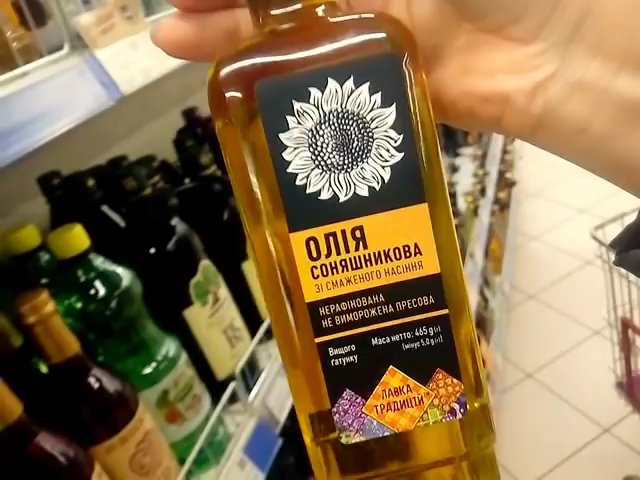 ОЛІЯ
СОНЯШНИКОВА
ЗІ СМАЖЕНОГО НАСІННЯ
НЕРАФІНОВАНА
НЕ ВИМОРОЖЕНА ПРЕСОВА
Вищого
ґатунку
Маса нетто: 465 g (г)
(мінус 5,0 g (г))
ЛАВКА
ТРАДИЦІЙ